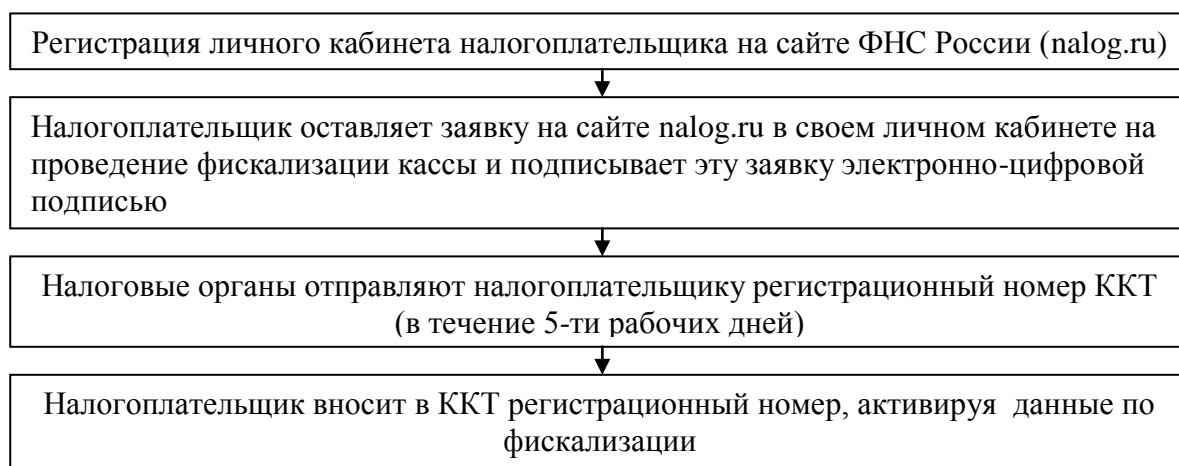 Регистрация личного кабинета налогоплательщика на сайте ФНС России (nalog.ru)
Налогоплательщик оставляет заявку на сайте nalog.ru в своем личном кабинете на
проведение фискализации кассы и подписывает эту заявку электронно-цифровой
подписью
Налоговые органы отправляют налогоплательщику регистрационный номер ККТ
(в течение 5-ти рабочих дней)
Налогоплательщик вносит в ККТ регистрационный номер, активируя данные по
фискализации